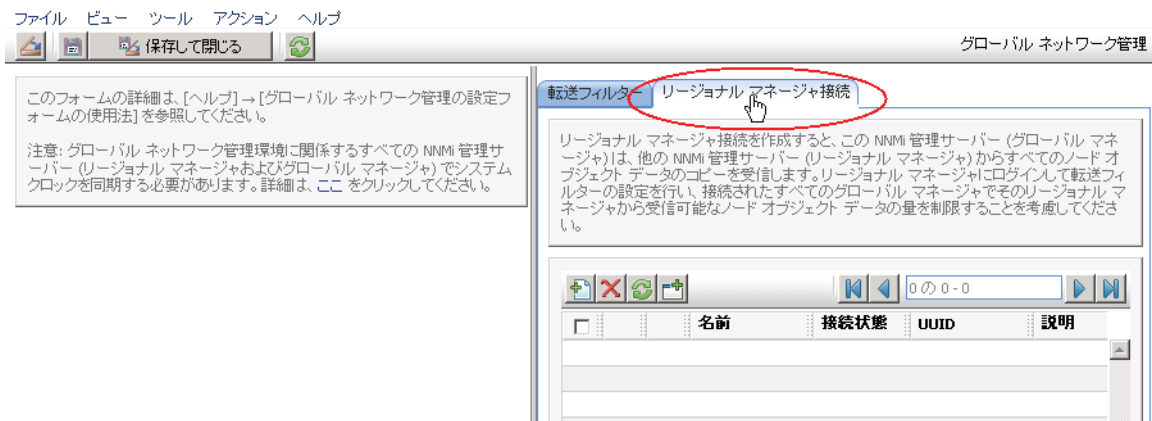 ファイル ビュー ツール アクション ヘルプ
保存して閉じる
グローバル ネットワーク管理
このフォームの詳細は、[ヘルプ]→[グローバル ネットワーク管理の設定フ
ォームの使用法]を参照してください。
注意: グローバル ネットワーク管理環境に関係するすべての NNMi 管理サ
ーバー (リージョナル マネージャおよびグローバル マネージャ) でシステム
クロックを同期する必要があります。詳細は、ここ をクリックしてください。
転送フィルター リージョナル マネージャ接続
リージョナル マネージャ接続を作成すると、この NNMi 管理サーバー (グローバル マネ
ージャ)は、他の NNMi 管理サーバー (リージョナル マネージャ) からすべてのノード オ
ブジェクト データのコピーを受信します。リージョナル マネージャにログインして転送フィ
ルターの設定を行い、接続されたすべてのグローバル マネージャでそのリージョナル マ
ネージャから受信可能なノード オブジェクト データの量を制限することを考慮してくださ
い。
0 の 0 - 0
名前 接続状態 UUID 説明